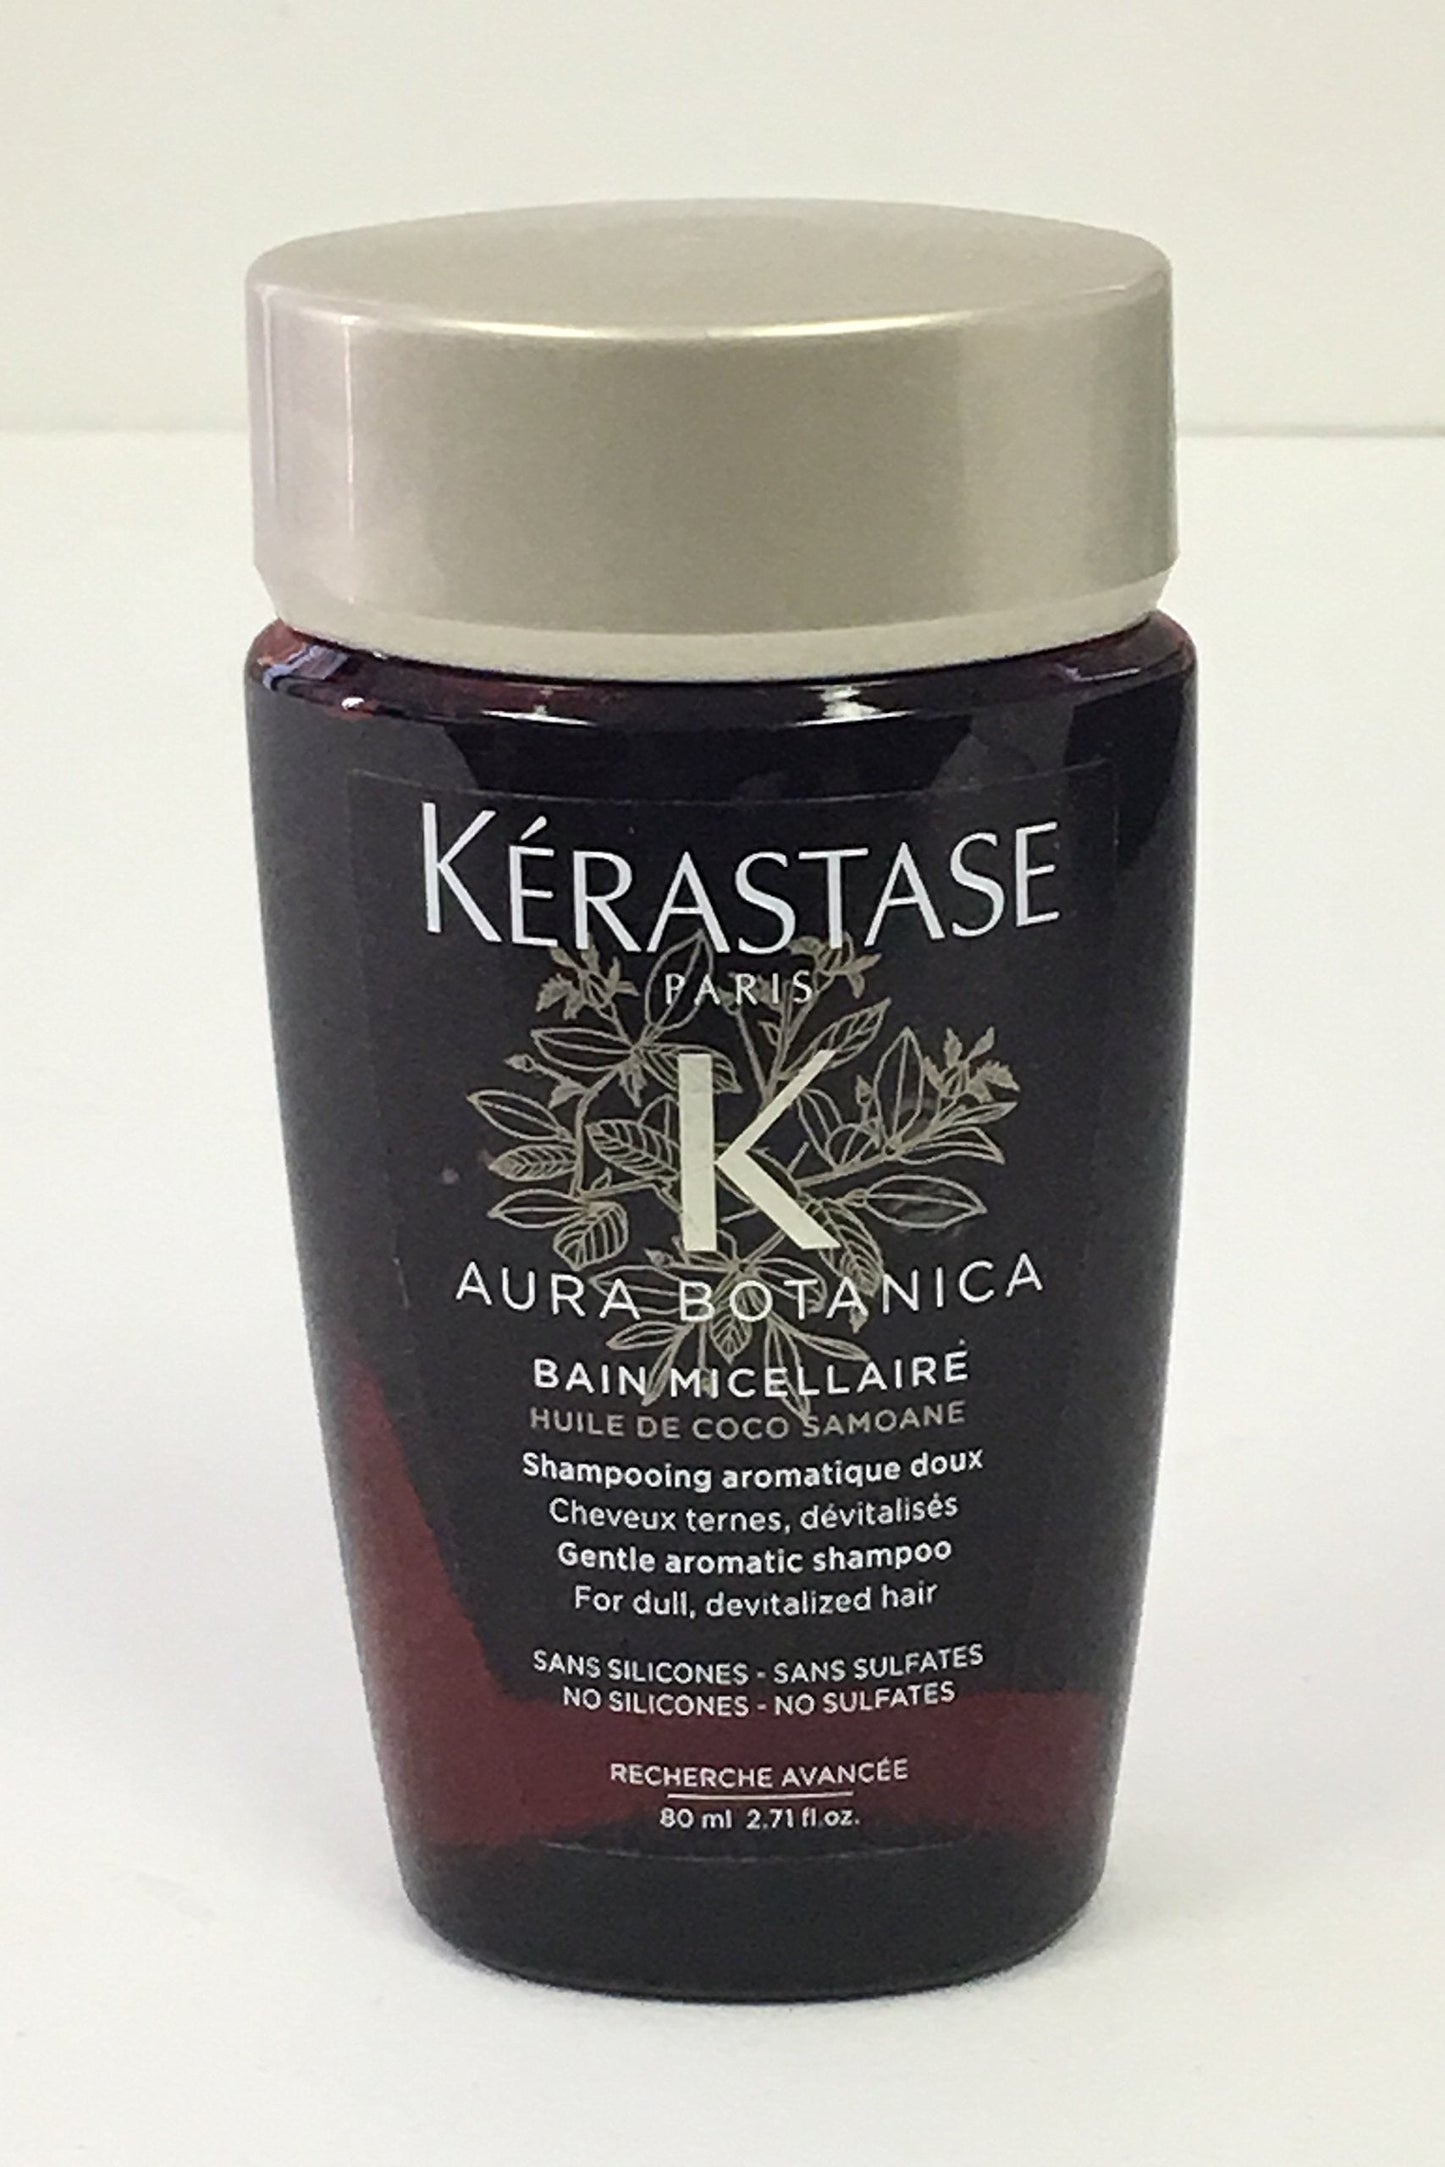 KÉRASTASE
PARIS
K
AURA BOTANICA
BAIN MICELLAIRE
HUILE DE COCO SAMOANE
Shampooing aromatique doux
Cheveux ternes, dévitalisés
Gentle aromatic shampoo
For dull, devitalized hair
SANS SILICONES - SANS SULFATES
NO SILICONES - NO SULFATES
RECHERCHE AVANCÉE
80 ml 2.71 fl.oz.